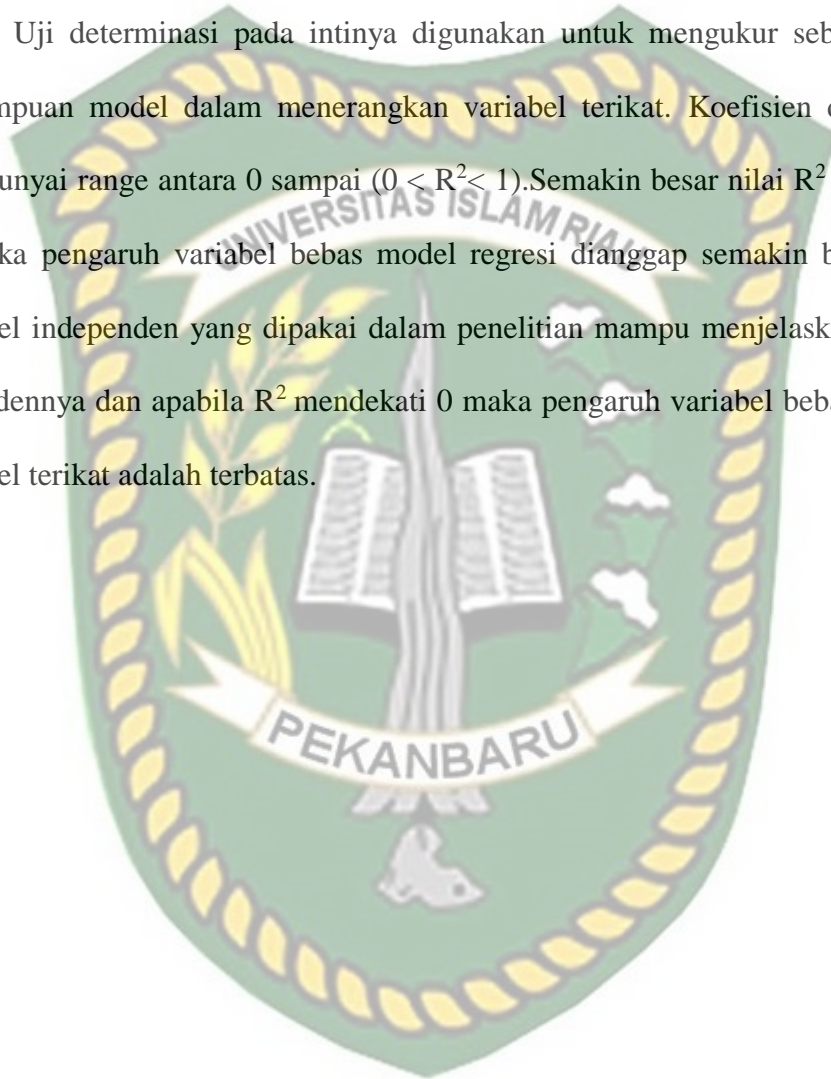 Uji determinasi pada intinya digunakan untuk mengukur seb
mpuan model dalam menerangkan variabel terikat. Koefisien
unyai range antara 0 sampai (0 < R²< 1).Semakin besar nilai R²
UNIVERSITAS ISLAM RIAU
ka pengaruh variabel bebas model regresi dianggap semakin b
el independen yang dipakai dalam penelitian mampu menjelask
dennya dan apabila R² mendekati 0 maka pengaruh variabel beba
el terikat adalah terbatas.
PEKANBARU